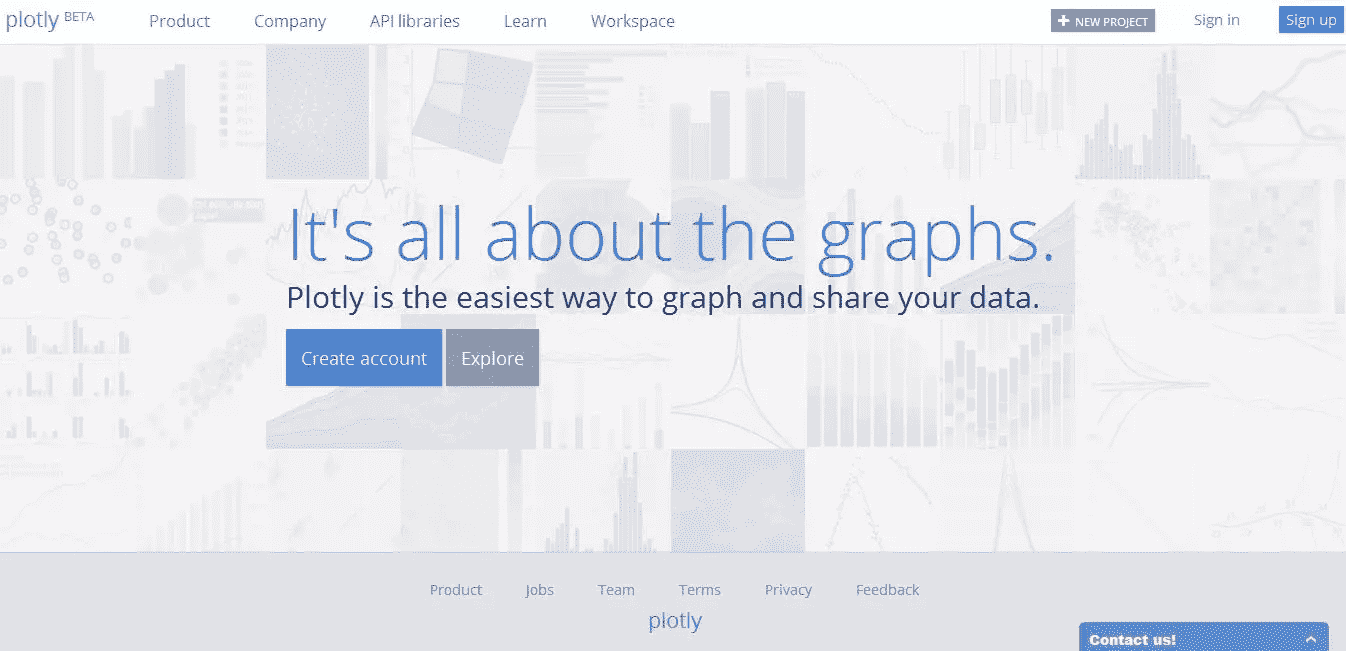 plotly BETA Product Company API libraries Learn Workspace + NEW PROJECT Sign in Sign up
It's all about the graphs.
Plotly is the easiest way to graph and share your data.
Create account Explore
Product Jobs Team Terms Privacy Feedback
plotly
Contact us!